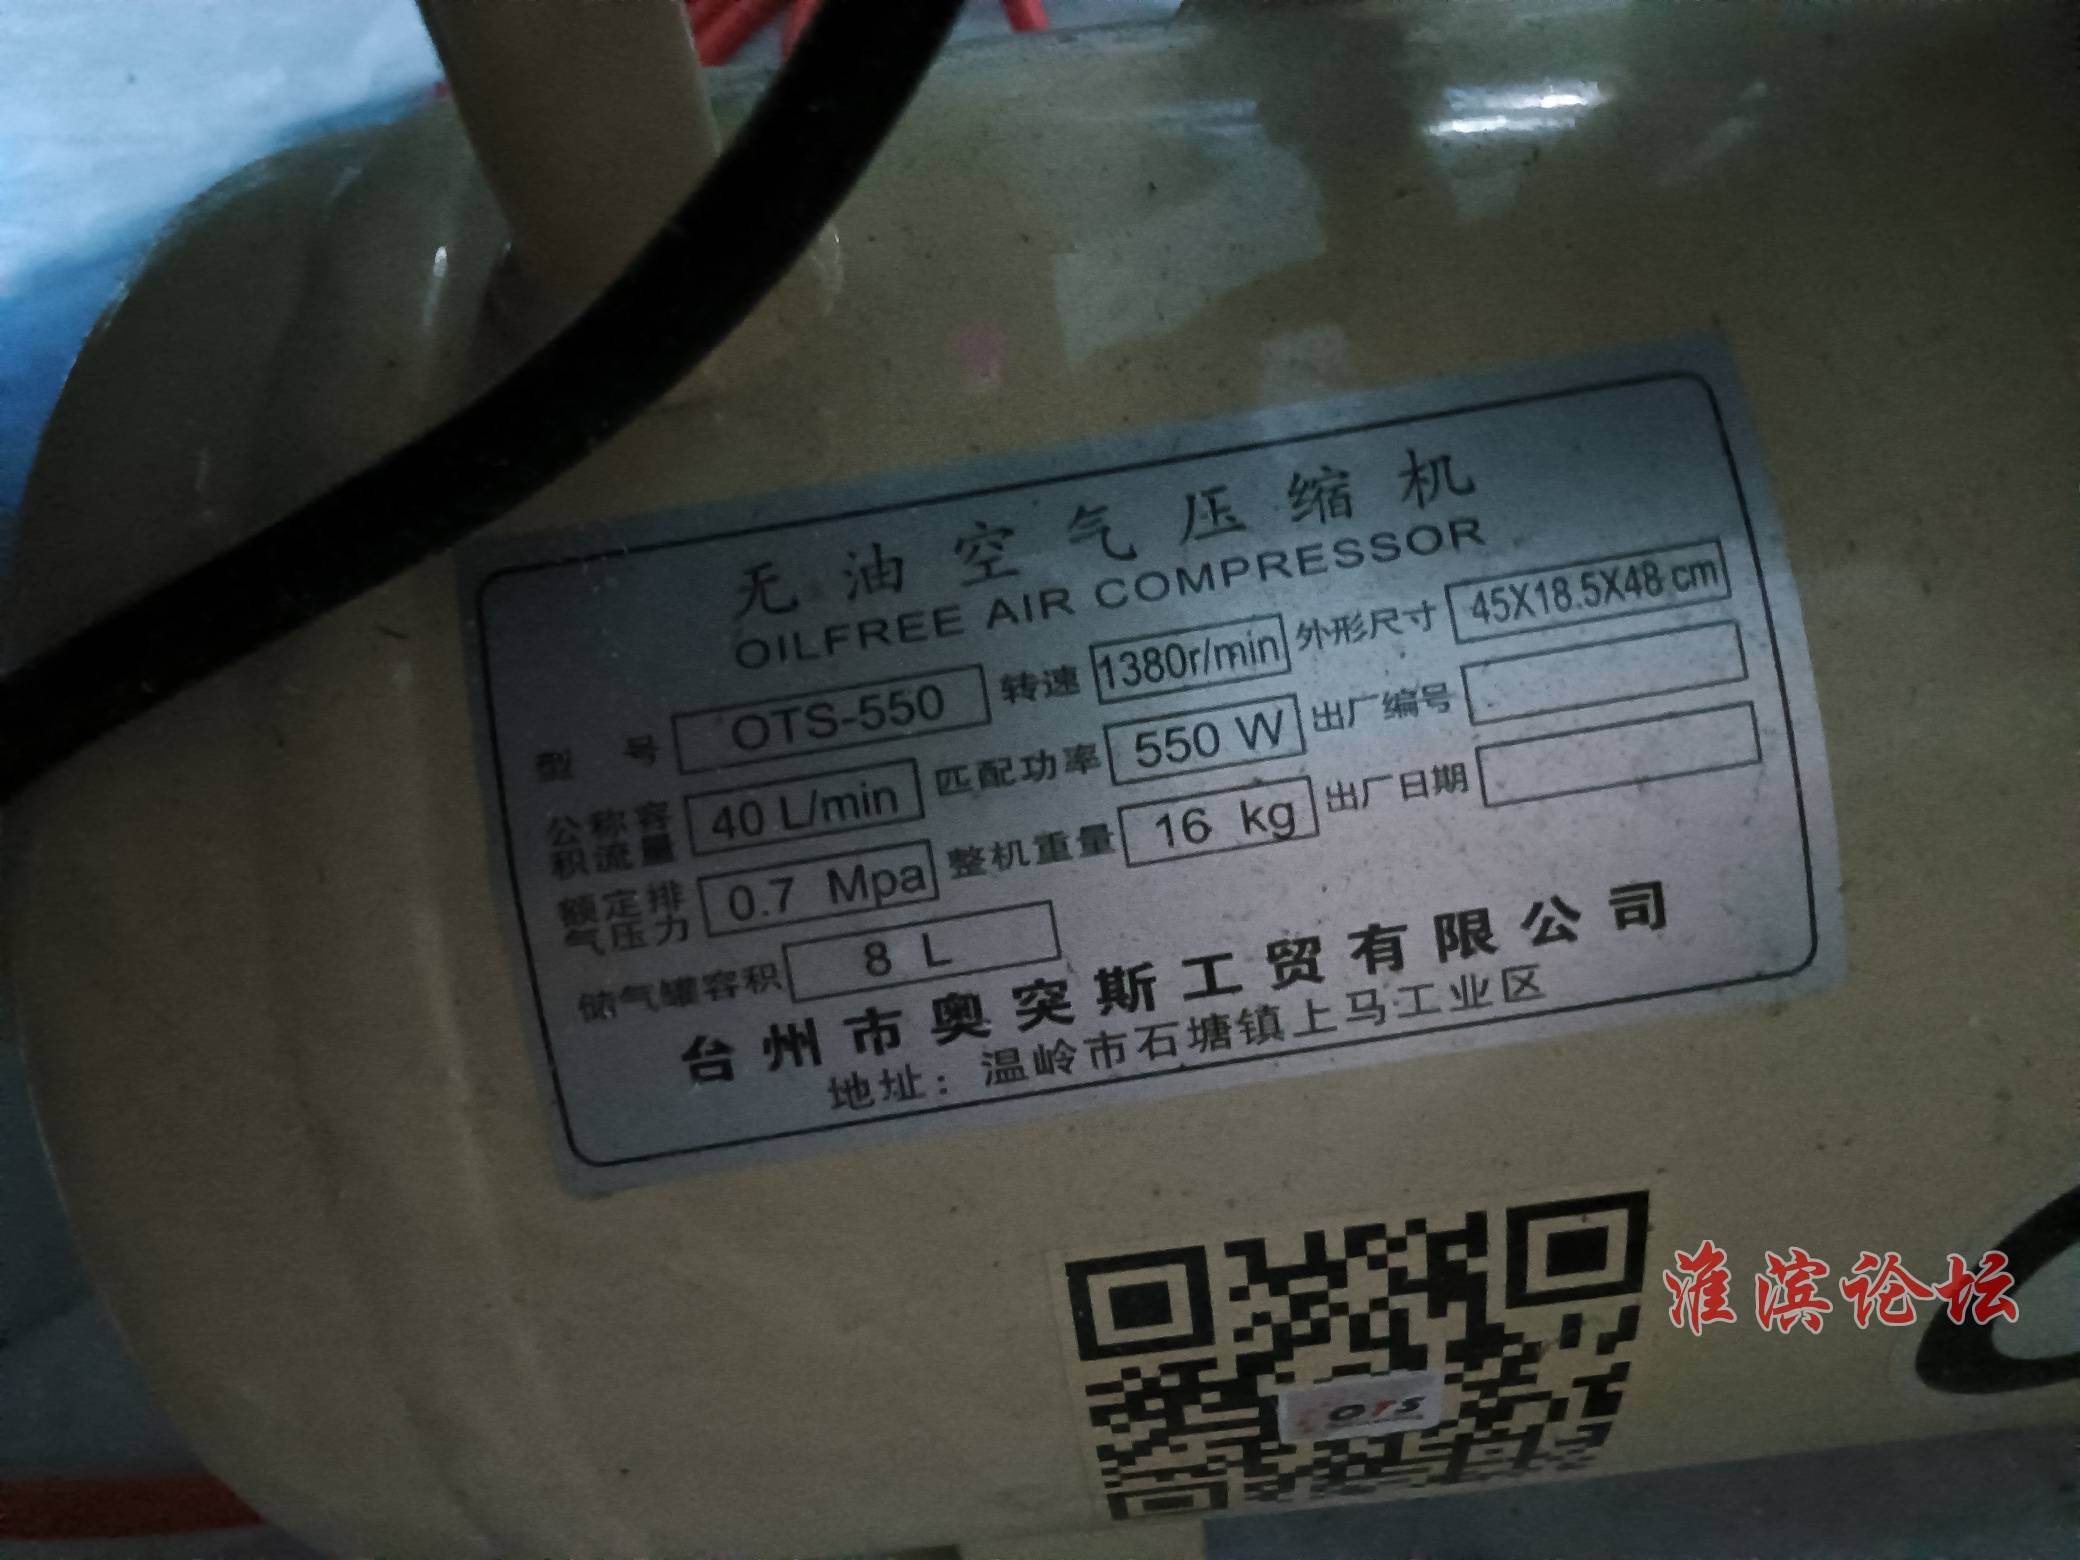 无油空气压缩机
OILFREE AIR COMPRESSOR
型 号 OTS-550 转速 1380r/min 外形尺寸 45X18.5X48 cm
公称容积流量 40 L/min 匹配功率 550 W 出厂编号
额定排气压力 0.7 Mpa 整机重量 16 kg 出厂日期
储气罐容积 8 L
台州市奥突斯工贸有限公司
地址：温岭市石塘镇上马工业区
OTS
淮滨论坛